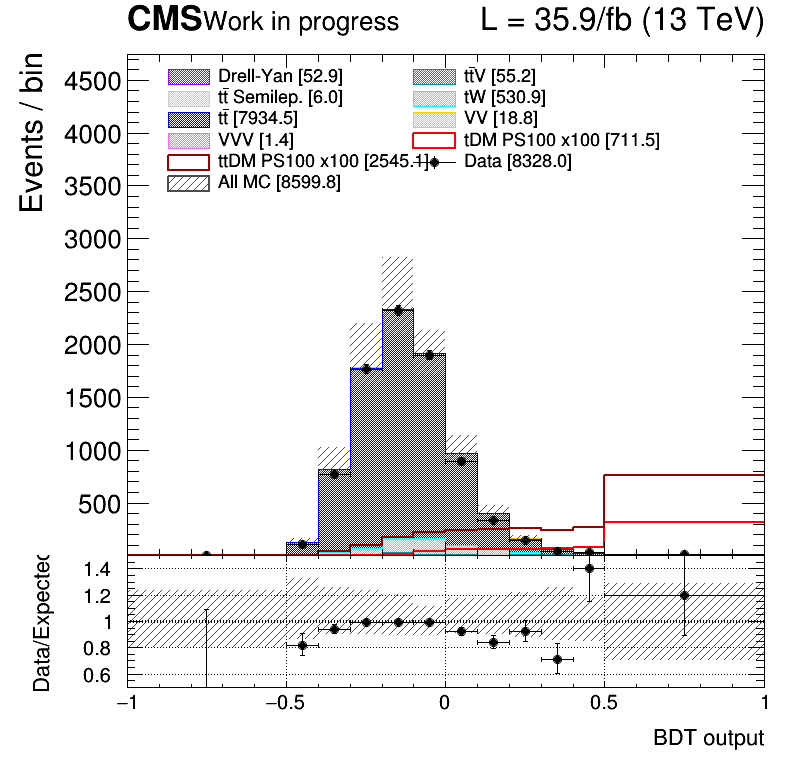 CMS Work in progress L = 35.9/fb (13 TeV)
Events / bin
4500
4000
3500
3000
2500
2000
1500
1000
500
Drell-Yan [52.9]
tt̄ Semilep. [6.0]
tt̄ [7934.5]
VVV [1.4]
ttDM PS100 x100 [2545.1]
All MC [8599.8]
tt̄V [55.2]
tW [530.9]
VV [18.8]
tDM PS100 x100 [711.5]
Data [8328.0]
Data/Expected
1.4
1.2
1
0.8
0.6
−1 −0.5 0 0.5 1
BDT output